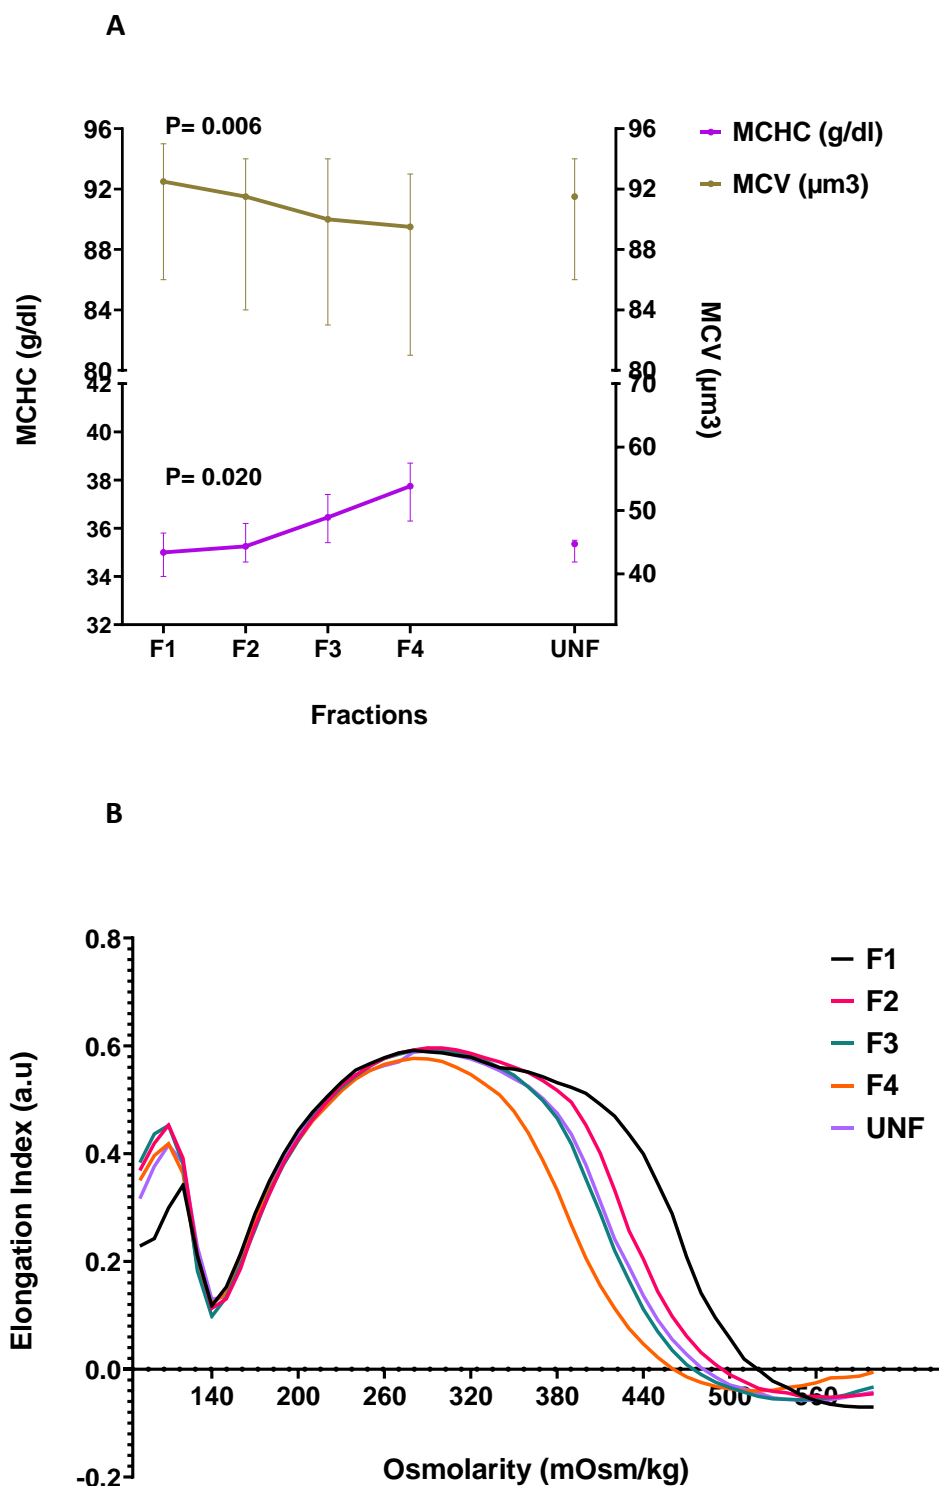 A
P= 0.006
MCHC (g/dl)
MCV (µm3)
96
92
88
84
80
42
40
38
36
34
32
96
92
88
84
80
70
60
50
40
MCHC (g/dl)
MCV (µm3)
P= 0.020
F1 F2 F3 F4 UNF
Fractions
B
0.8
0.6
0.4
0.2
0.0
-0.2
Elongation Index (a.u)
F1
F2
F3
F4
UNF
140 200 260 320 380 440 500 560
Osmolarity (mOsm/kg)